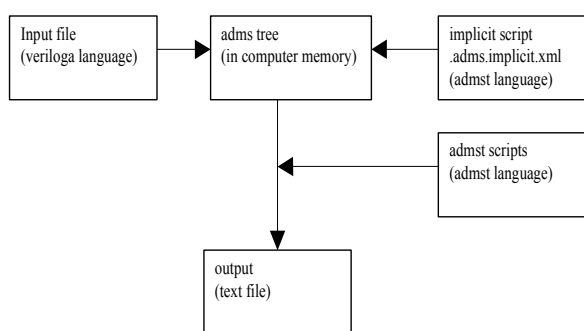 Input file
(veriloga language)
adms tree
(in computer memory)
implicit script
.adms.implicit.xml
(admst language)
admst scripts
(admst language)
output
(text file)